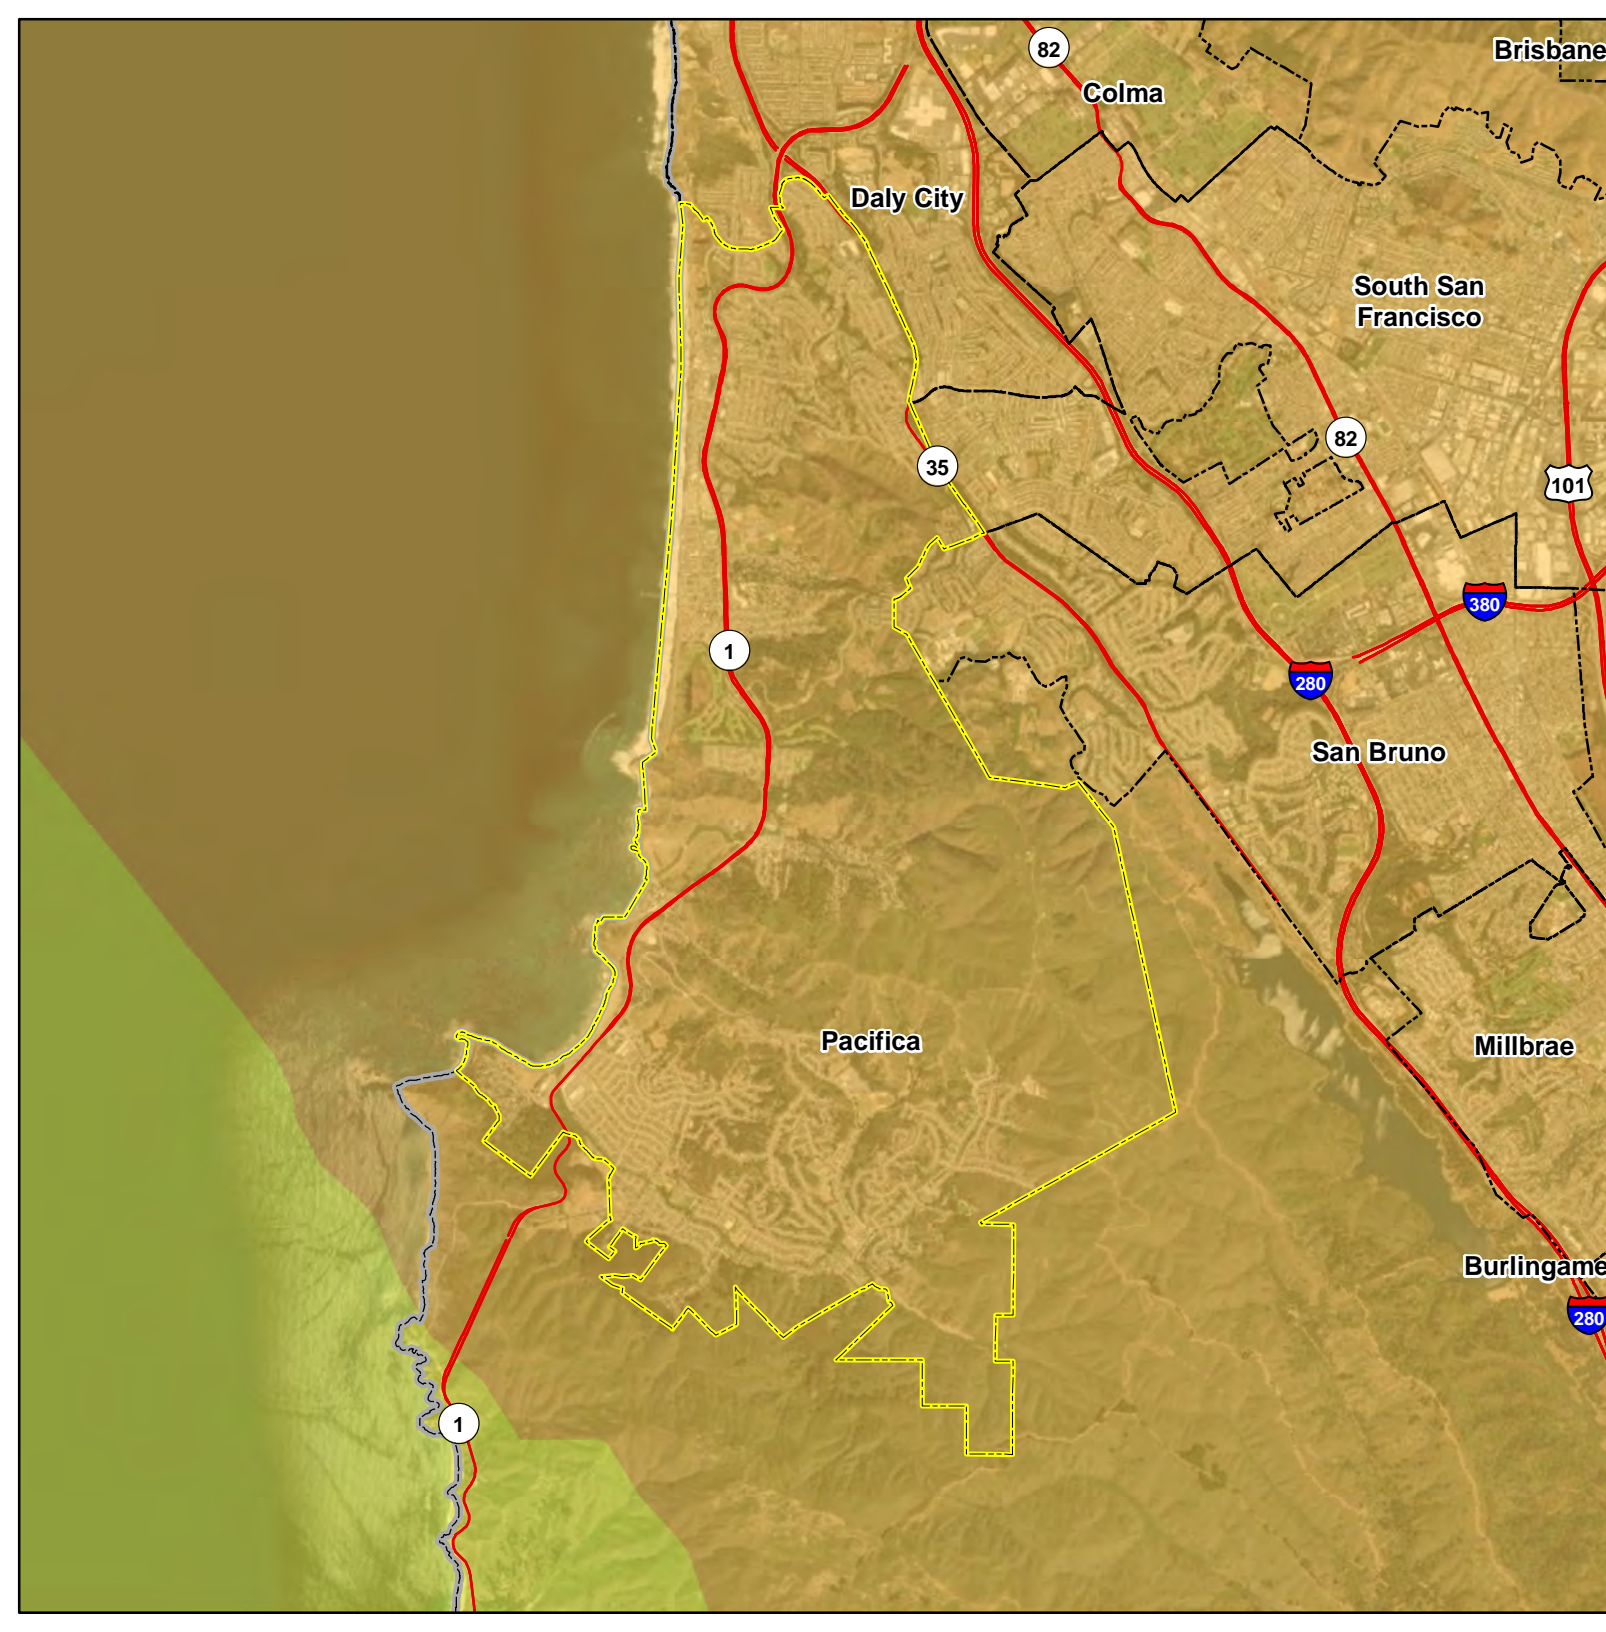 Brisbane
82
Colma
Daly City
South San
Francisco
82
35
101
380
1
280
San Bruno
Pacifica
Millbrae
Burlingame
280
1